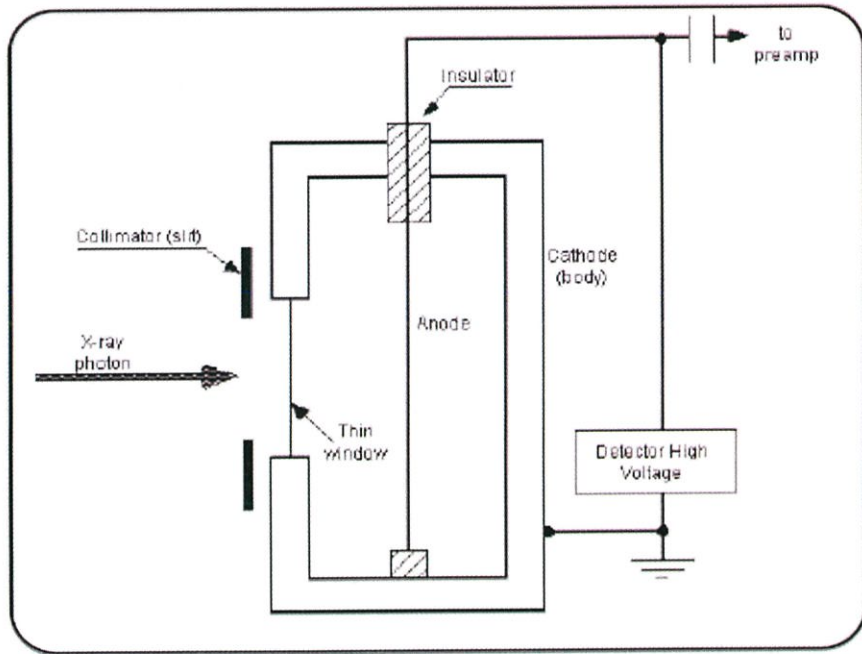 to
preamp
Insulator
Collimator (slit)
Cathode
(body)
Anode
X-ray
photon
Thin
window
Detector High
Voltage